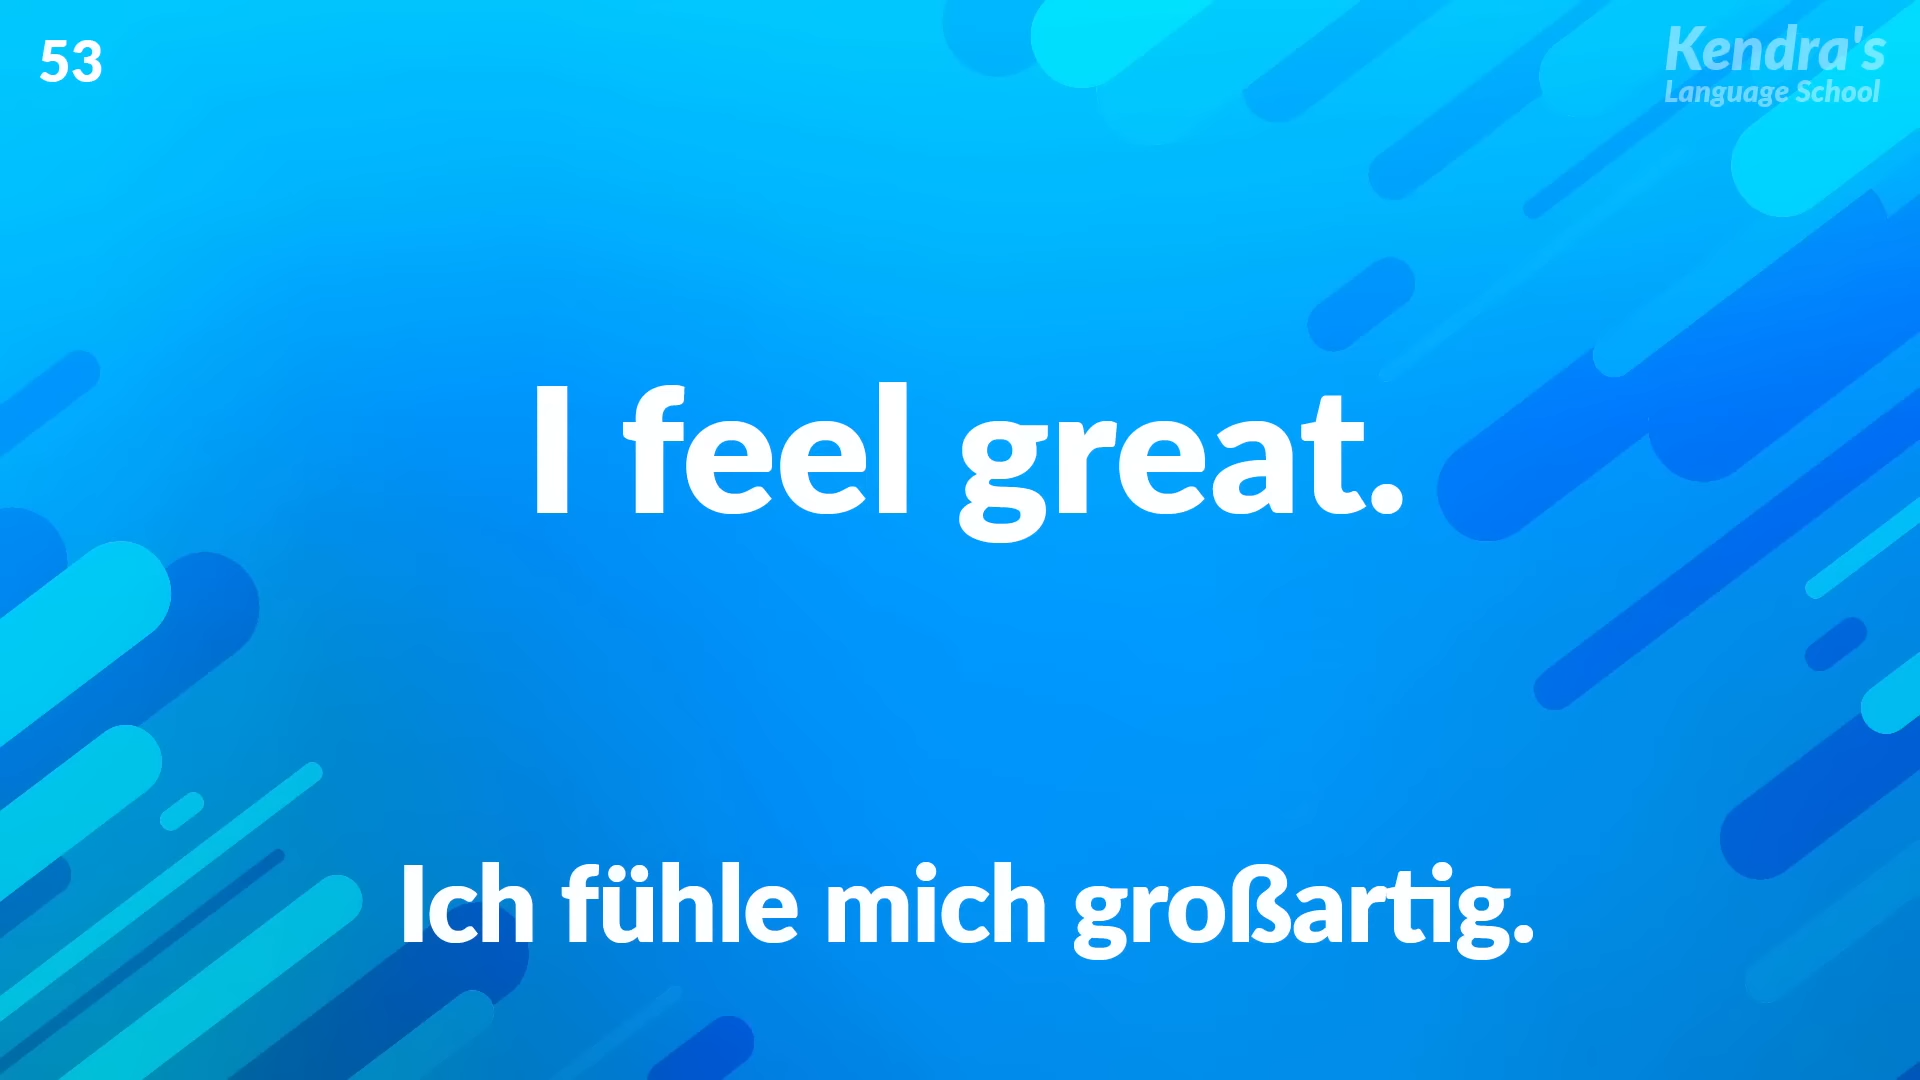 53
Kendra's
Language School
I feel great.
Ich fühle mich großartig.